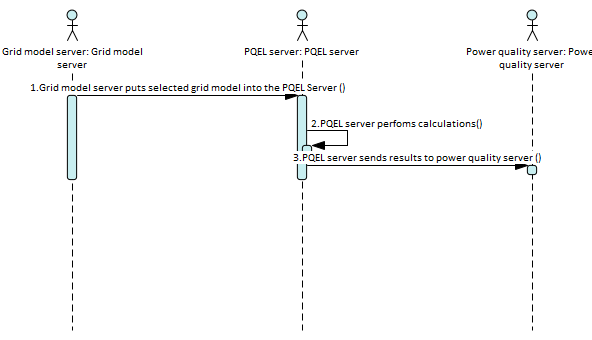 Grid model server: Grid model
server
PQEL server: PQEL server
Power quality server: Powe
quality server
1.Grid model server puts selected grid model into the PQEL Server ()
2.PQEL server perfoms calculations()
3.PQEL server sends results to power quality server ()